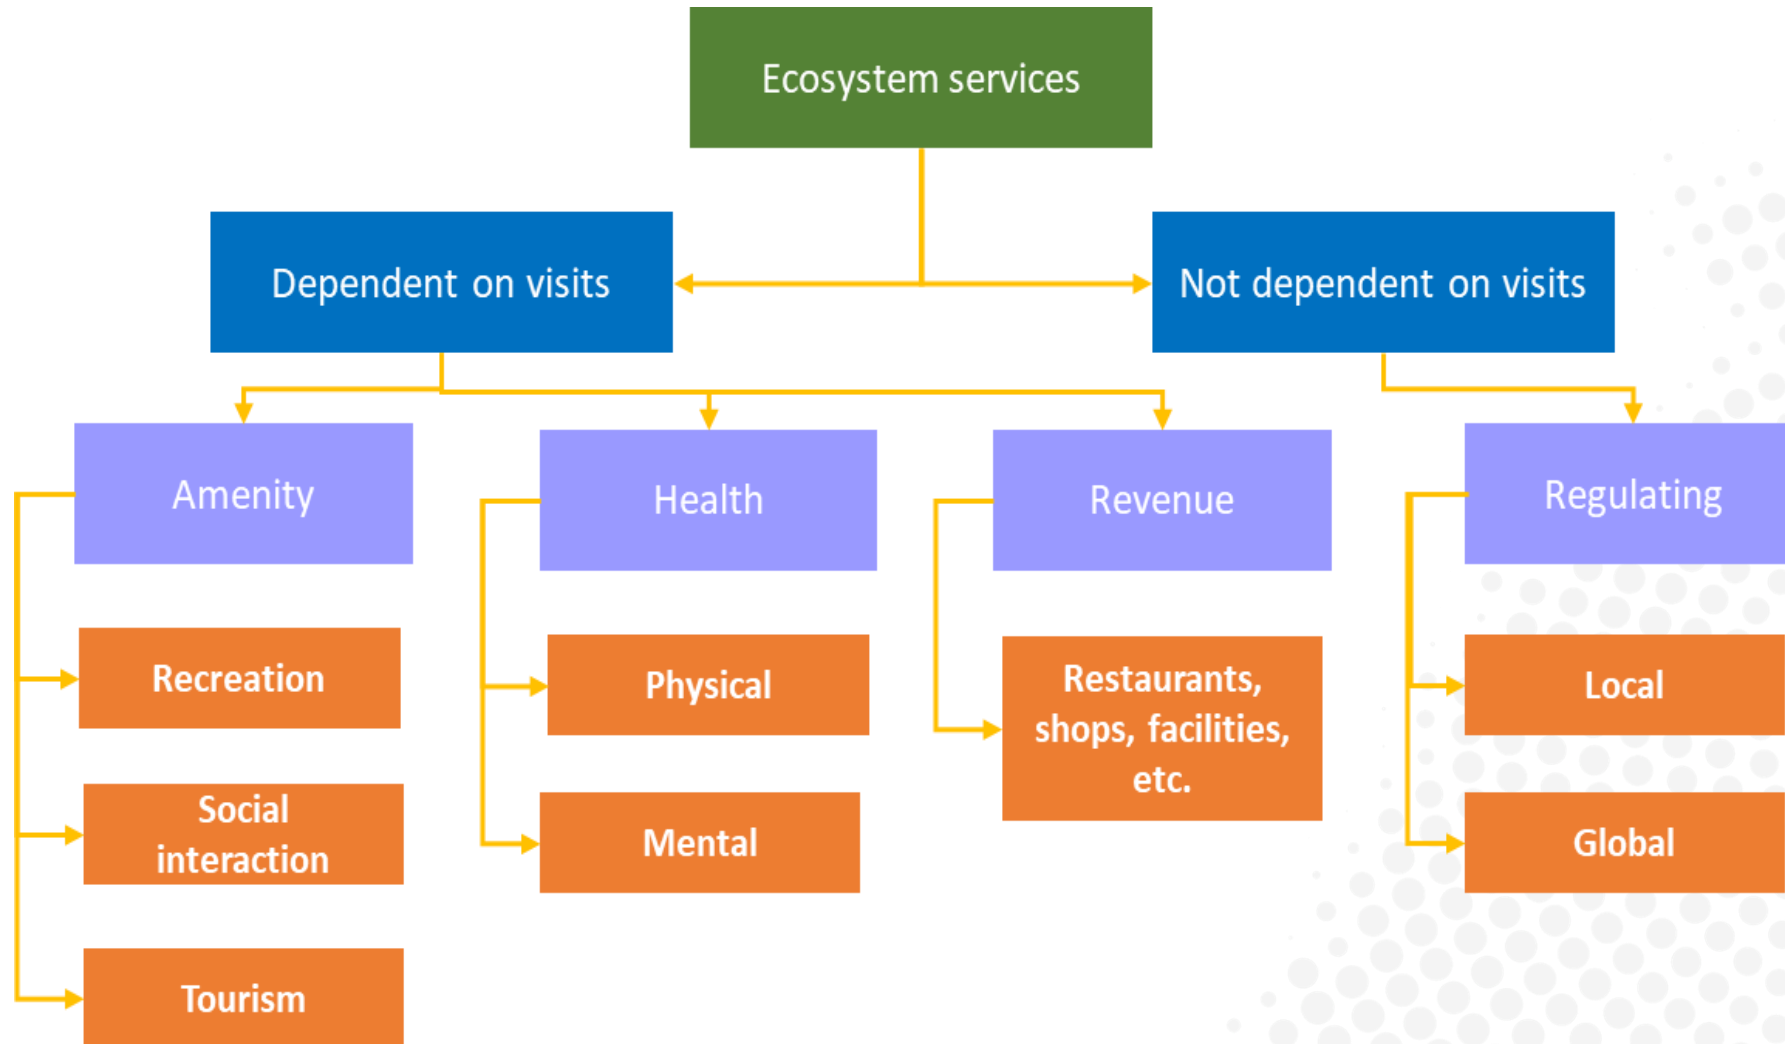 Ecosystem services
Dependent on visits
Not dependent on visits
Amenity
Health
Revenue
Regulating
Recreation
Social
interaction
Tourism
Physical
Mental
Restaurants,
shops, facilities,
etc.
Local
Global